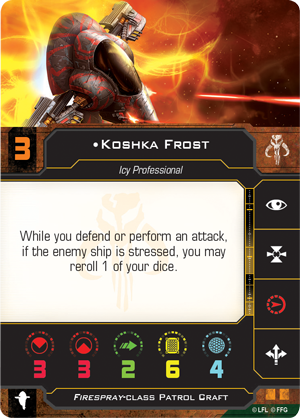 •Koshka Frost
3
Icy Professional
While you defend or perform an attack,
if the enemy ship is stressed, you may
reroll 1 of your dice.
3 3 2 6 4
Firespray-class Patrol Craft
©LFL ©FFG